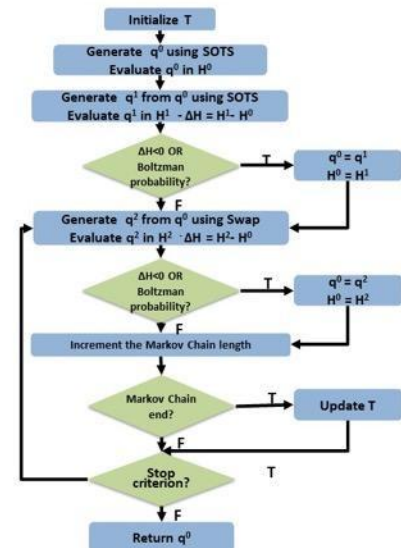 Initialize T
Generate q⁰ using SOTS
Evaluate q⁰ in H⁰
Generate q¹ from q⁰ using SOTS
Evaluate q¹ in H¹ - ΔH = H¹- H⁰
ΔH<0 OR
Boltzman
probability?
T
q⁰ = q¹
H⁰ = H¹
F
Generate q² from q⁰ using Swap
Evaluate q² in H² - ΔH = H²- H⁰
ΔH<0 OR
Boltzman
probability?
T
q⁰ = q²
H⁰ = H²
F
Increment the Markov Chain length
Markov Chain
end?
T
Update T
F
Stop
criterion?
T
F
Return q⁰